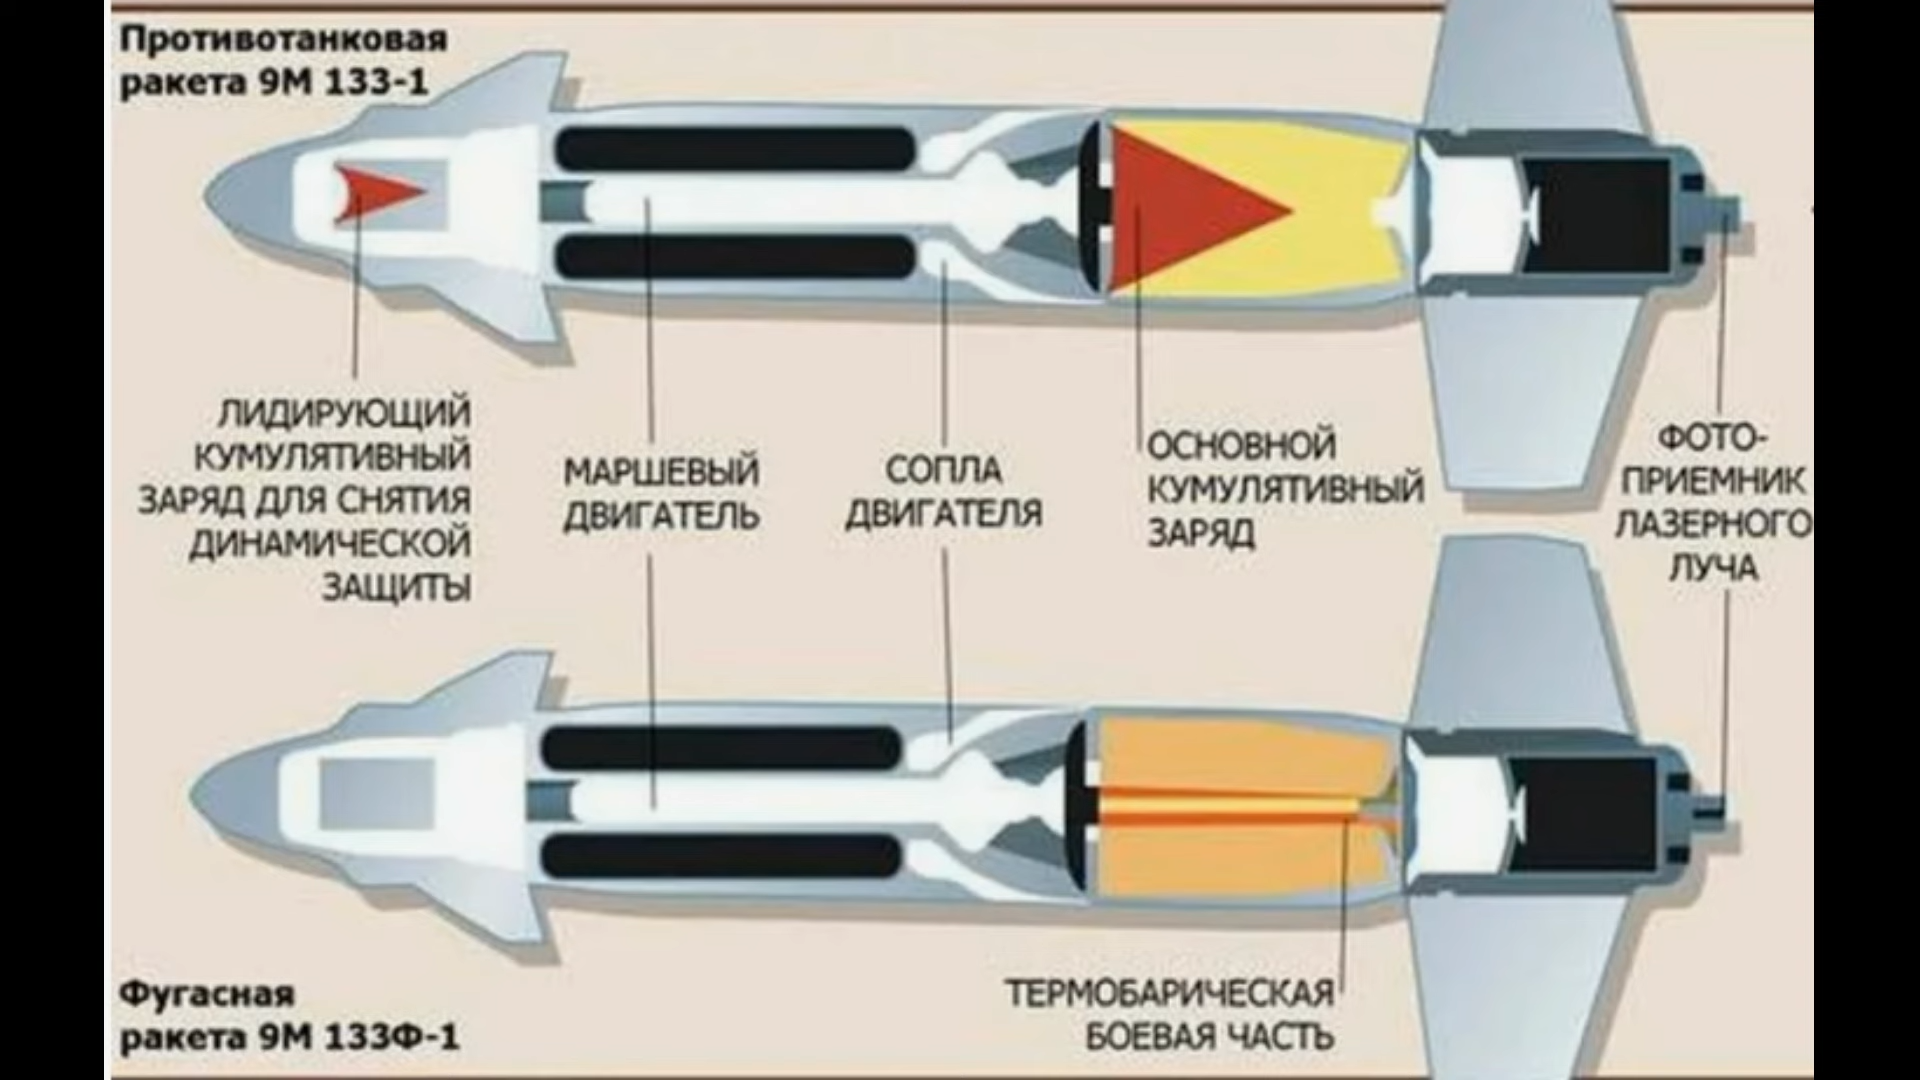 Противотанковая
ракета 9М 133-1
ЛИДИРУЮЩИЙ
КУМУЛЯТИВНЫЙ
ЗАРЯД ДЛЯ СНЯТИЯ
ДИНАМИЧЕСКОЙ
ЗАЩИТЫ
МАРШЕВЫЙ
ДВИГАТЕЛЬ
СОПЛА
ДВИГАТЕЛЯ
ОСНОВНОЙ
КУМУЛЯТИВНЫЙ
ЗАРЯД
ФОТО-
ПРИЕМНИК
ЛАЗЕРНОГО
ЛУЧА
ТЕРМОБАРИЧЕСКАЯ
БОЕВАЯ ЧАСТЬ
Фугасная
ракета 9М 133Ф-1